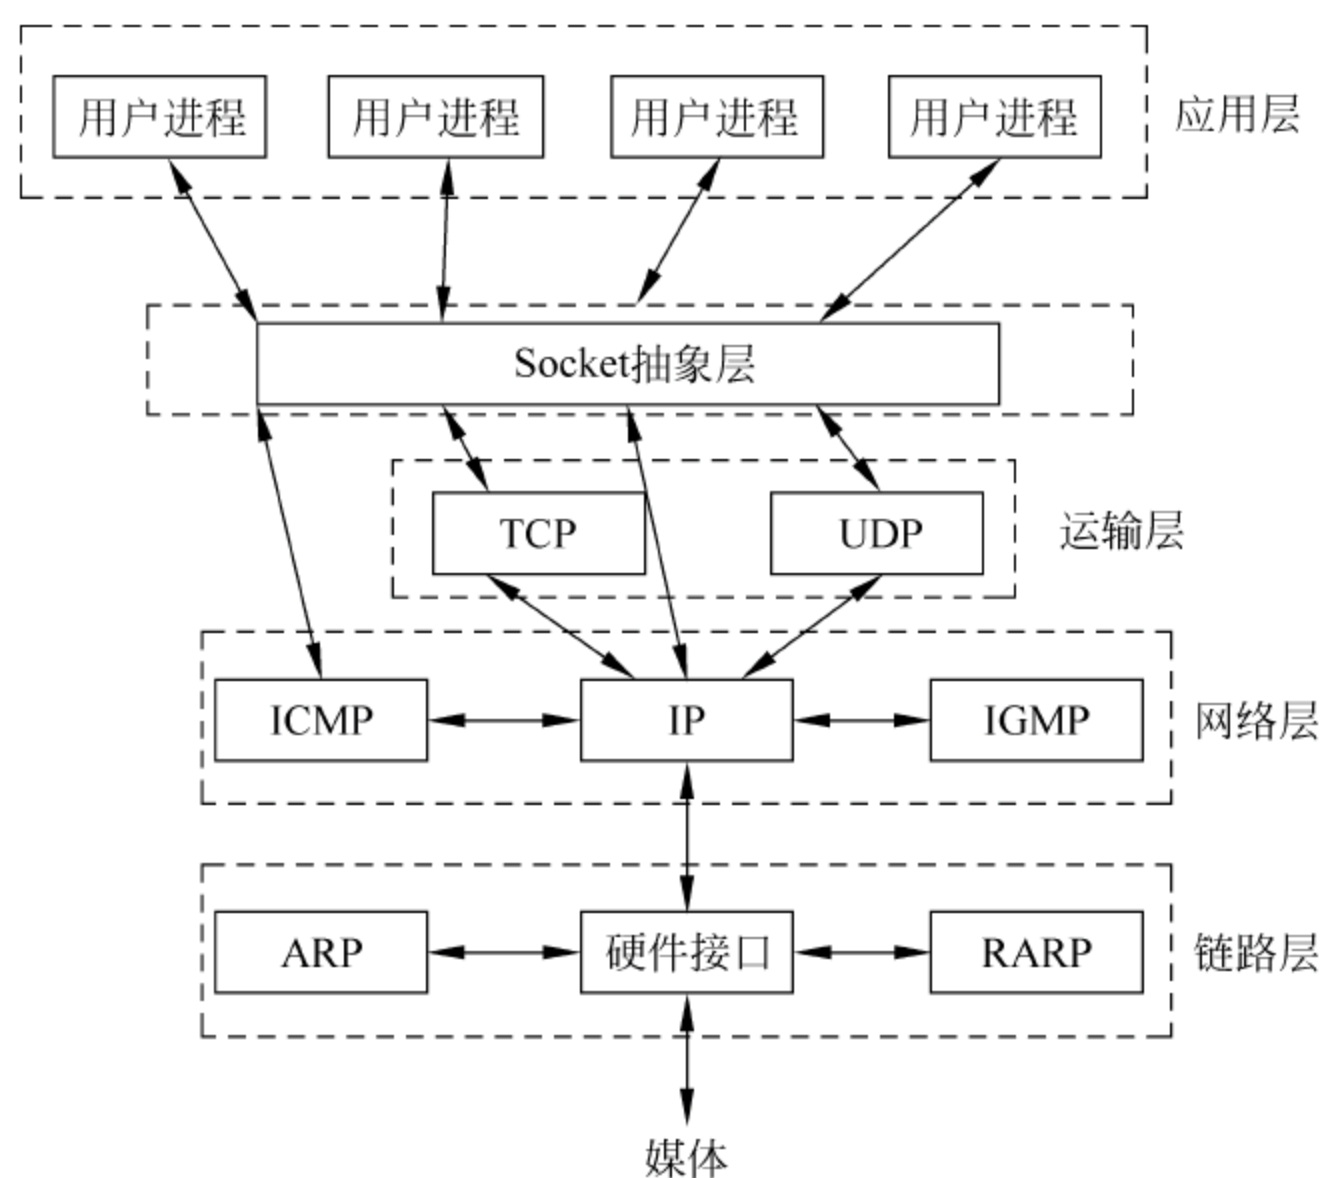 用户进程 用户进程 用户进程 用户进程 应用层
Socket抽象层
TCP UDP 运输层
ICMP IP IGMP 网络层
ARP 硬件接口 RARP 链路层
媒体